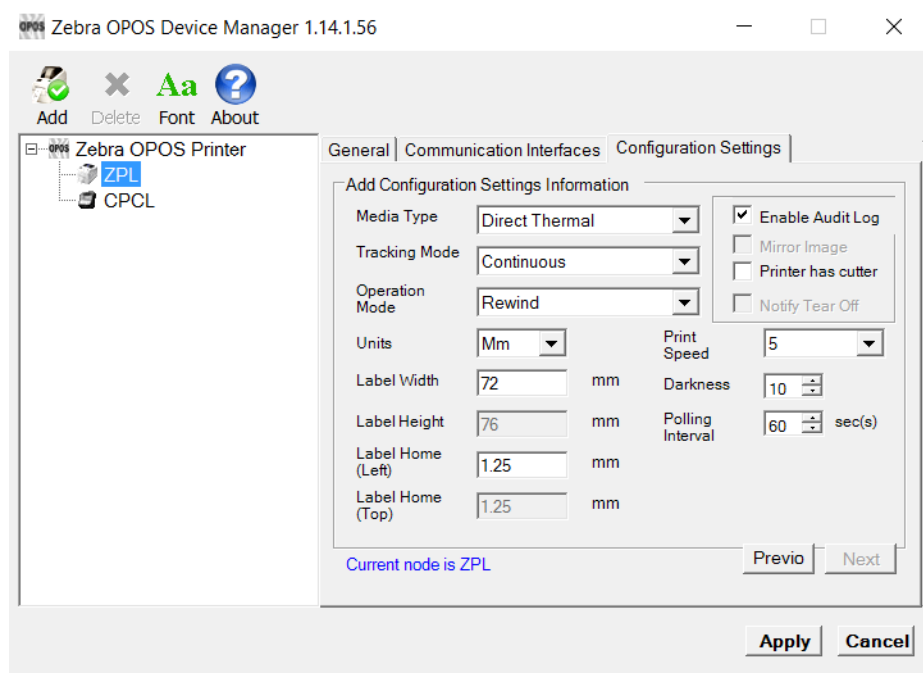 OPOS Zebra OPOS Device Manager 1.14.1.56
Add Delete Font About
Aa
?
OPOS Zebra OPOS Printer
ZPL
CPCL
General Communication Interfaces Configuration Settings
Add Configuration Settings Information
Media Type Direct Thermal
Enable Audit Log
Mirror Image
Tracking Mode Continuous
Printer has cutter
Operation
Mode Rewind
Notify Tear Off
Units Mm
Print
Speed 5
Label Width 72 mm
Darkness 10
Label Height 76 mm
Polling
Interval 60 sec(s)
Label Home
(Left) 1.25 mm
Label Home
(Top) 1.25 mm
Current node is ZPL
Previo Next
Apply Cancel